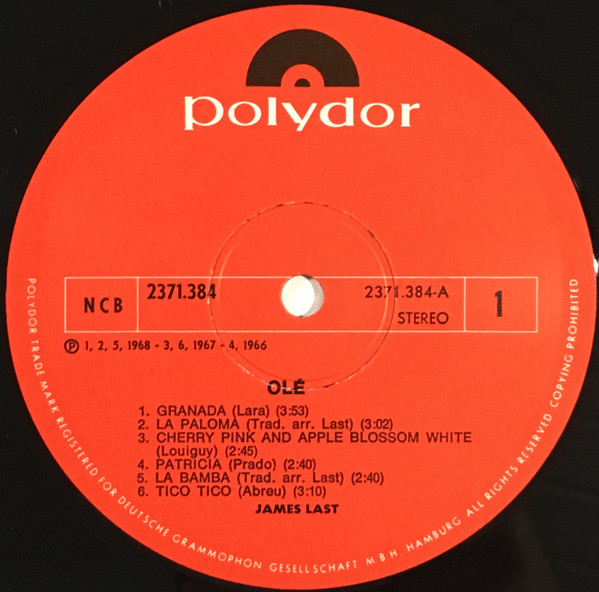 polydor
NCB 2371.384 2371.384-A STEREO 1
Ⓟ 1, 2, 5, 1968 - 3, 6, 1967 - 4, 1966
OLÉ
1. GRANADA (Lara) (3:53)
2. LA PALOMA (Trad. arr. Last) (3:02)
3. CHERRY PINK AND APPLE BLOSSOM WHITE
(Louiguy) (2:45)
4. PATRICIA (Prado) (2:40)
5. LA BAMBA (Trad. arr. Last) (2:40)
6. TICO TICO (Abreu) (3:10)
JAMES LAST
POLYDOR TRADE MARK REGISTERED FOR DEUTSCHE GRAMMOPHON GESELLSCHAFT M B H. HAMBURG ALL RIGHTS RESERVED COPYING PROHIBITED